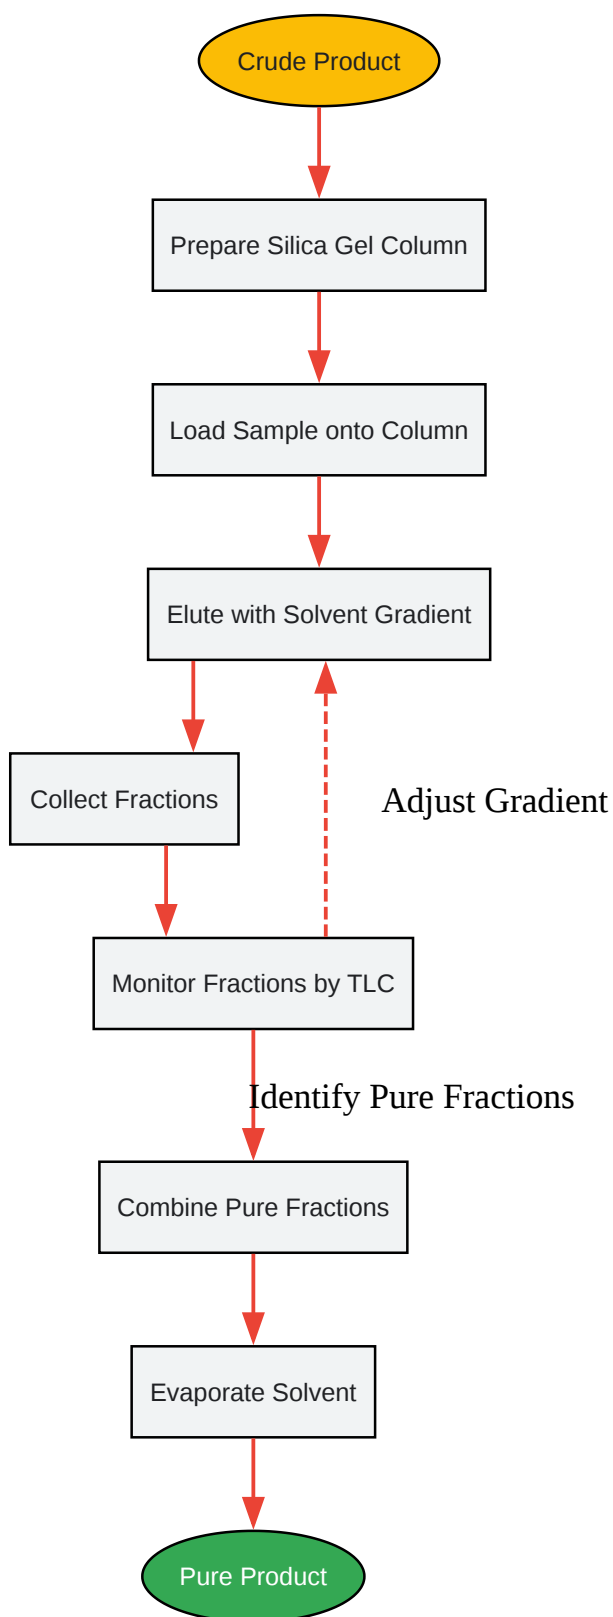 Crude Product
Prepare Silica Gel Column
Load Sample onto Column
Elute with Solvent Gradient
Collect Fractions
Adjust Gradient
Monitor Fractions by TLC
Identify Pure Fractions
Combine Pure Fractions
Evaporate Solvent
Pure Product